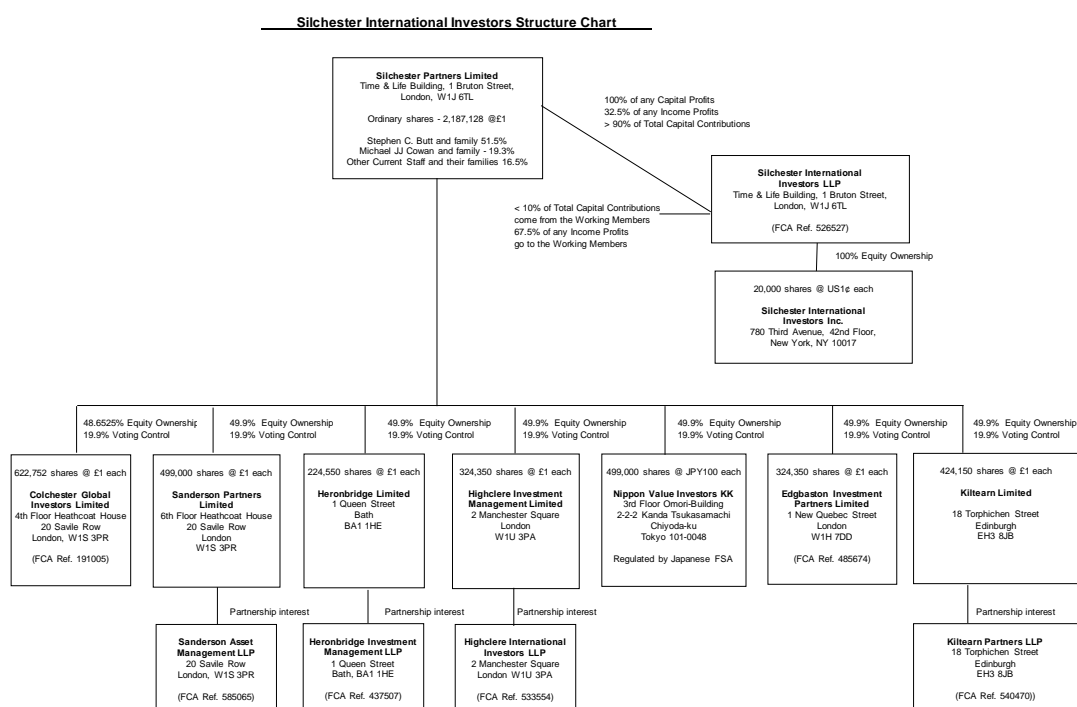 Silchester International Investors Structure Chart
Silchester Partners Limited
Time & Life Building, 1 Bruton Street,
London, W1J 6TL
Ordinary shares - 2,187,128 @£1
Stephen C. Butt and family 51.5%
Michael JJ Cowan and family - 19.3%
Other Current Staff and their families 16.5%
100% of any Capital Profits
32.5% of any Income Profits
> 90% of Total Capital Contributions
< 10% of Total Capital Contributions
come from the Working Members
67.5% of any Income Profits
go to the Working Members
Silchester International
Investors LLP
Time & Life Building, 1 Bruton Street,
London, W1J 6TL
(FCA Ref. 526527)
100% Equity Ownership
20,000 shares @ US1¢ each
Silchester International
Investors Inc.
780 Third Avenue, 42nd Floor,
New York, NY 10017
48.6525% Equity Ownership
19.9% Voting Control
49.9% Equity Ownership
19.9% Voting Control
49.9% Equity Ownership
19.9% Voting Control
49.9% Equity Ownership
19.9% Voting Control
49.9% Equity Ownership
19.9% Voting Control
49.9% Equity Ownership
19.9% Voting Control
49.9% Equity Ownership
19.9% Voting Control
622,752 shares @ £1 each
Colchester Global
Investors Limited
4th Floor Heathcoat House
20 Savile Row
London, W1S 3PR
(FCA Ref. 191005)
499,000 shares @ £1 each
Sanderson Partners
Limited
6th Floor Heathcoat House
20 Savile Row
London
W1S 3PR
224,550 shares @ £1 each
Heronbridge Limited
1 Queen Street
Bath
BA1 1HE
324,350 shares @ £1 each
Highclere Investment
Management Limited
2 Manchester Square
London
W1U 3PA
499,000 shares @ JPY100 each
Nippon Value Investors KK
3rd Floor Omori-Building
2-2-2 Kanda Tsukasamachi
Chiyoda-ku
Tokyo 101-0048
Regulated by Japanese FSA
324,350 shares @ £1 each
Edgbaston Investment
Partners Limited
1 New Quebec Street
London
W1H 7DD
(FCA Ref. 485674)
424,150 shares @ £1 each
Kiltearn Limited
18 Torphichen Street
Edinburgh
EH3 8JB
Partnership interest
Partnership interest
Partnership interest
Partnership interest
Sanderson Asset
Management LLP
20 Savile Row
London, W1S 3PR
(FCA Ref. 585065)
Heronbridge Investment
Management LLP
1 Queen Street
Bath, BA1 1HE
(FCA Ref. 437507)
Highclere International
Investors LLP
2 Manchester Square
London W1U 3PA
(FCA Ref. 533554)
Kiltearn Partners LLP
18 Torphichen Street
Edinburgh
EH3 8JB
(FCA Ref. 540470))